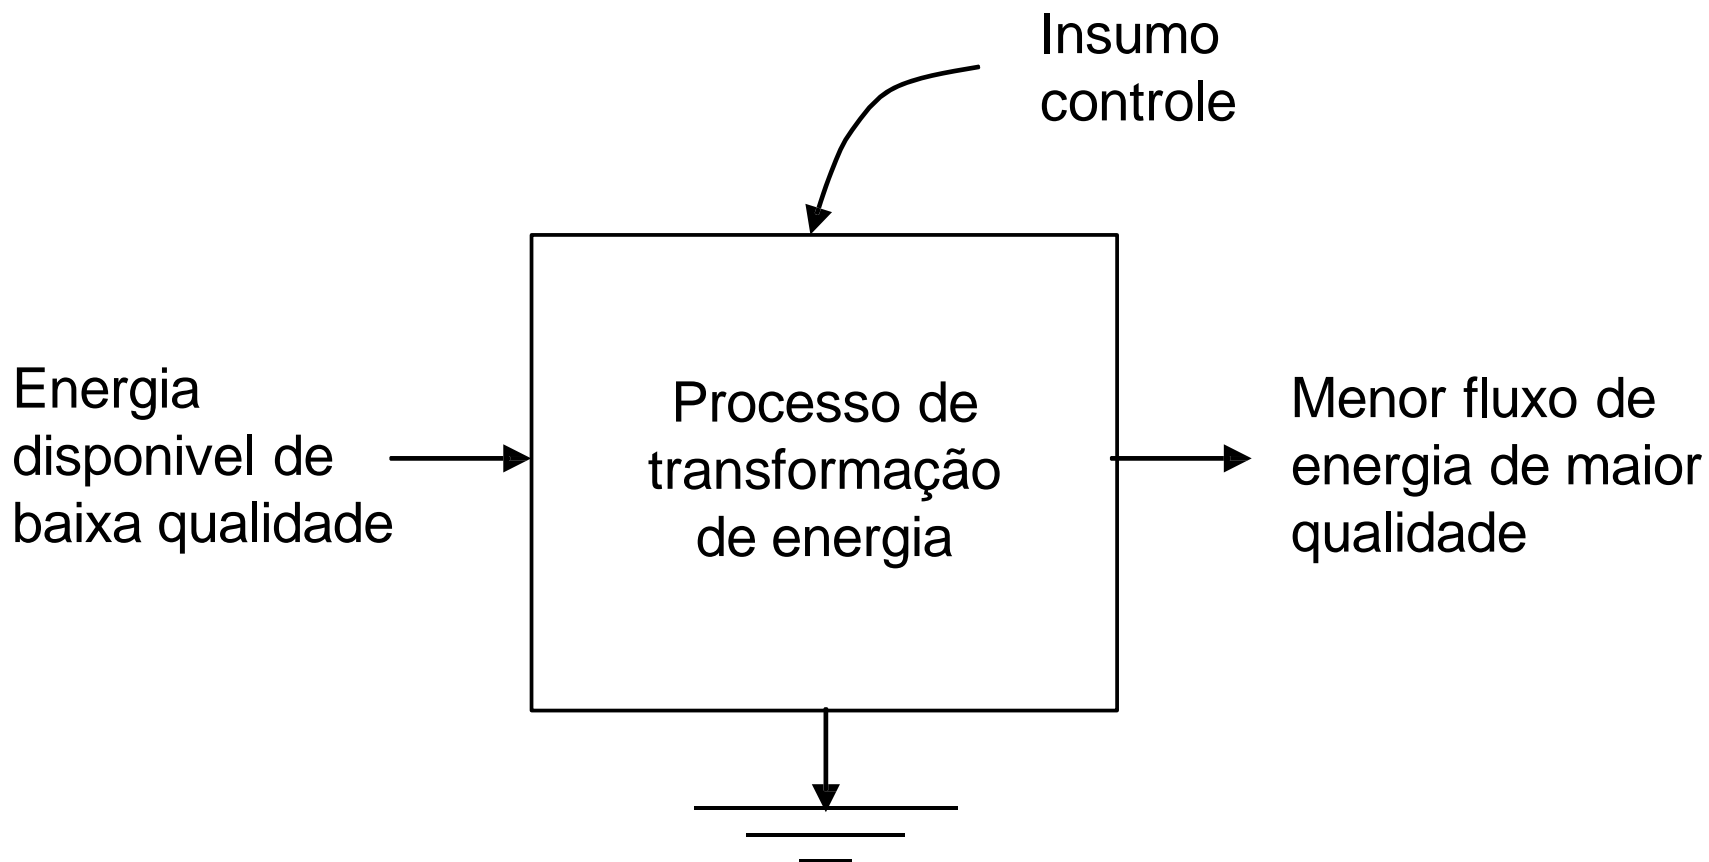 Insumo
controle
Energia
disponivel de
baixa qualidade
Processo de
transformação
de energia
Menor fluxo de
energia de maior
qualidade